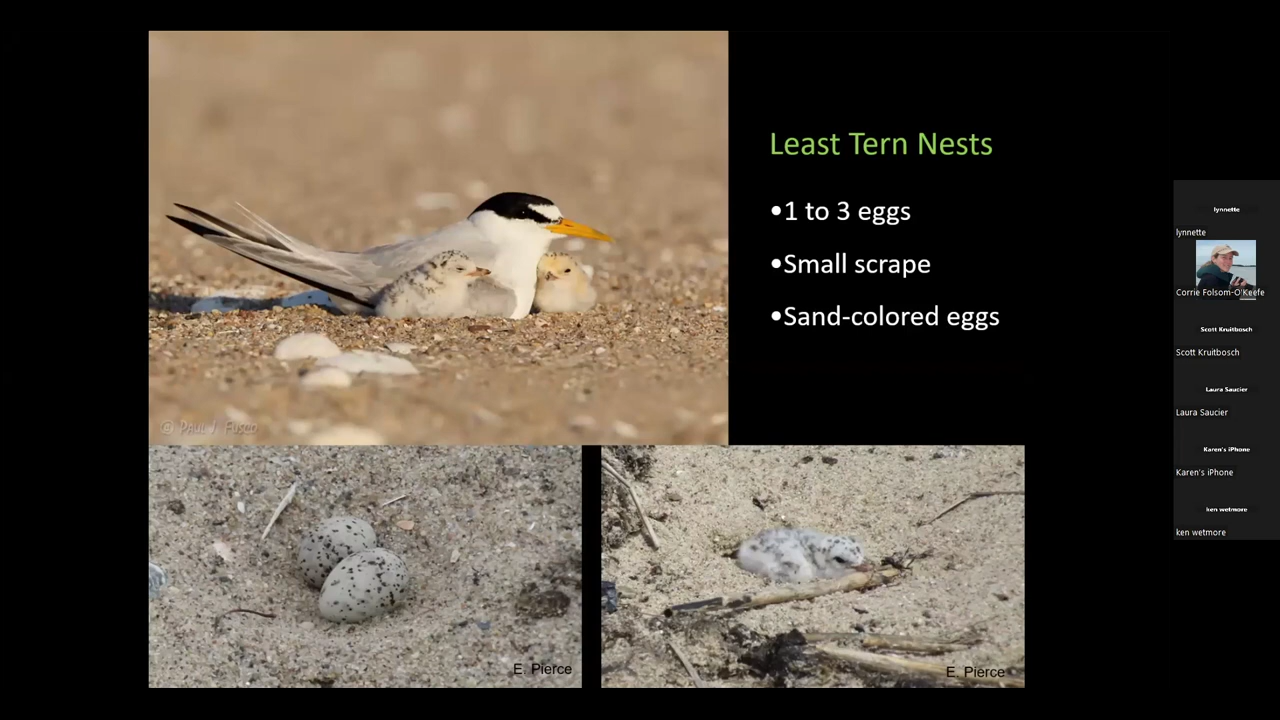 Least Tern Nests
•1 to 3 eggs
•Small scrape
•Sand-colored eggs
© PAUL J. FUSCO
E. Pierce
E. Pierce
lynnette
lynnette
Corrie Folsom-O'Keefe
Scott Kruitbosch
Scott Kruitbosch
Laura Saucier
Laura Saucier
Karen's iPhone
Karen's iPhone
ken wetmore
ken wetmore